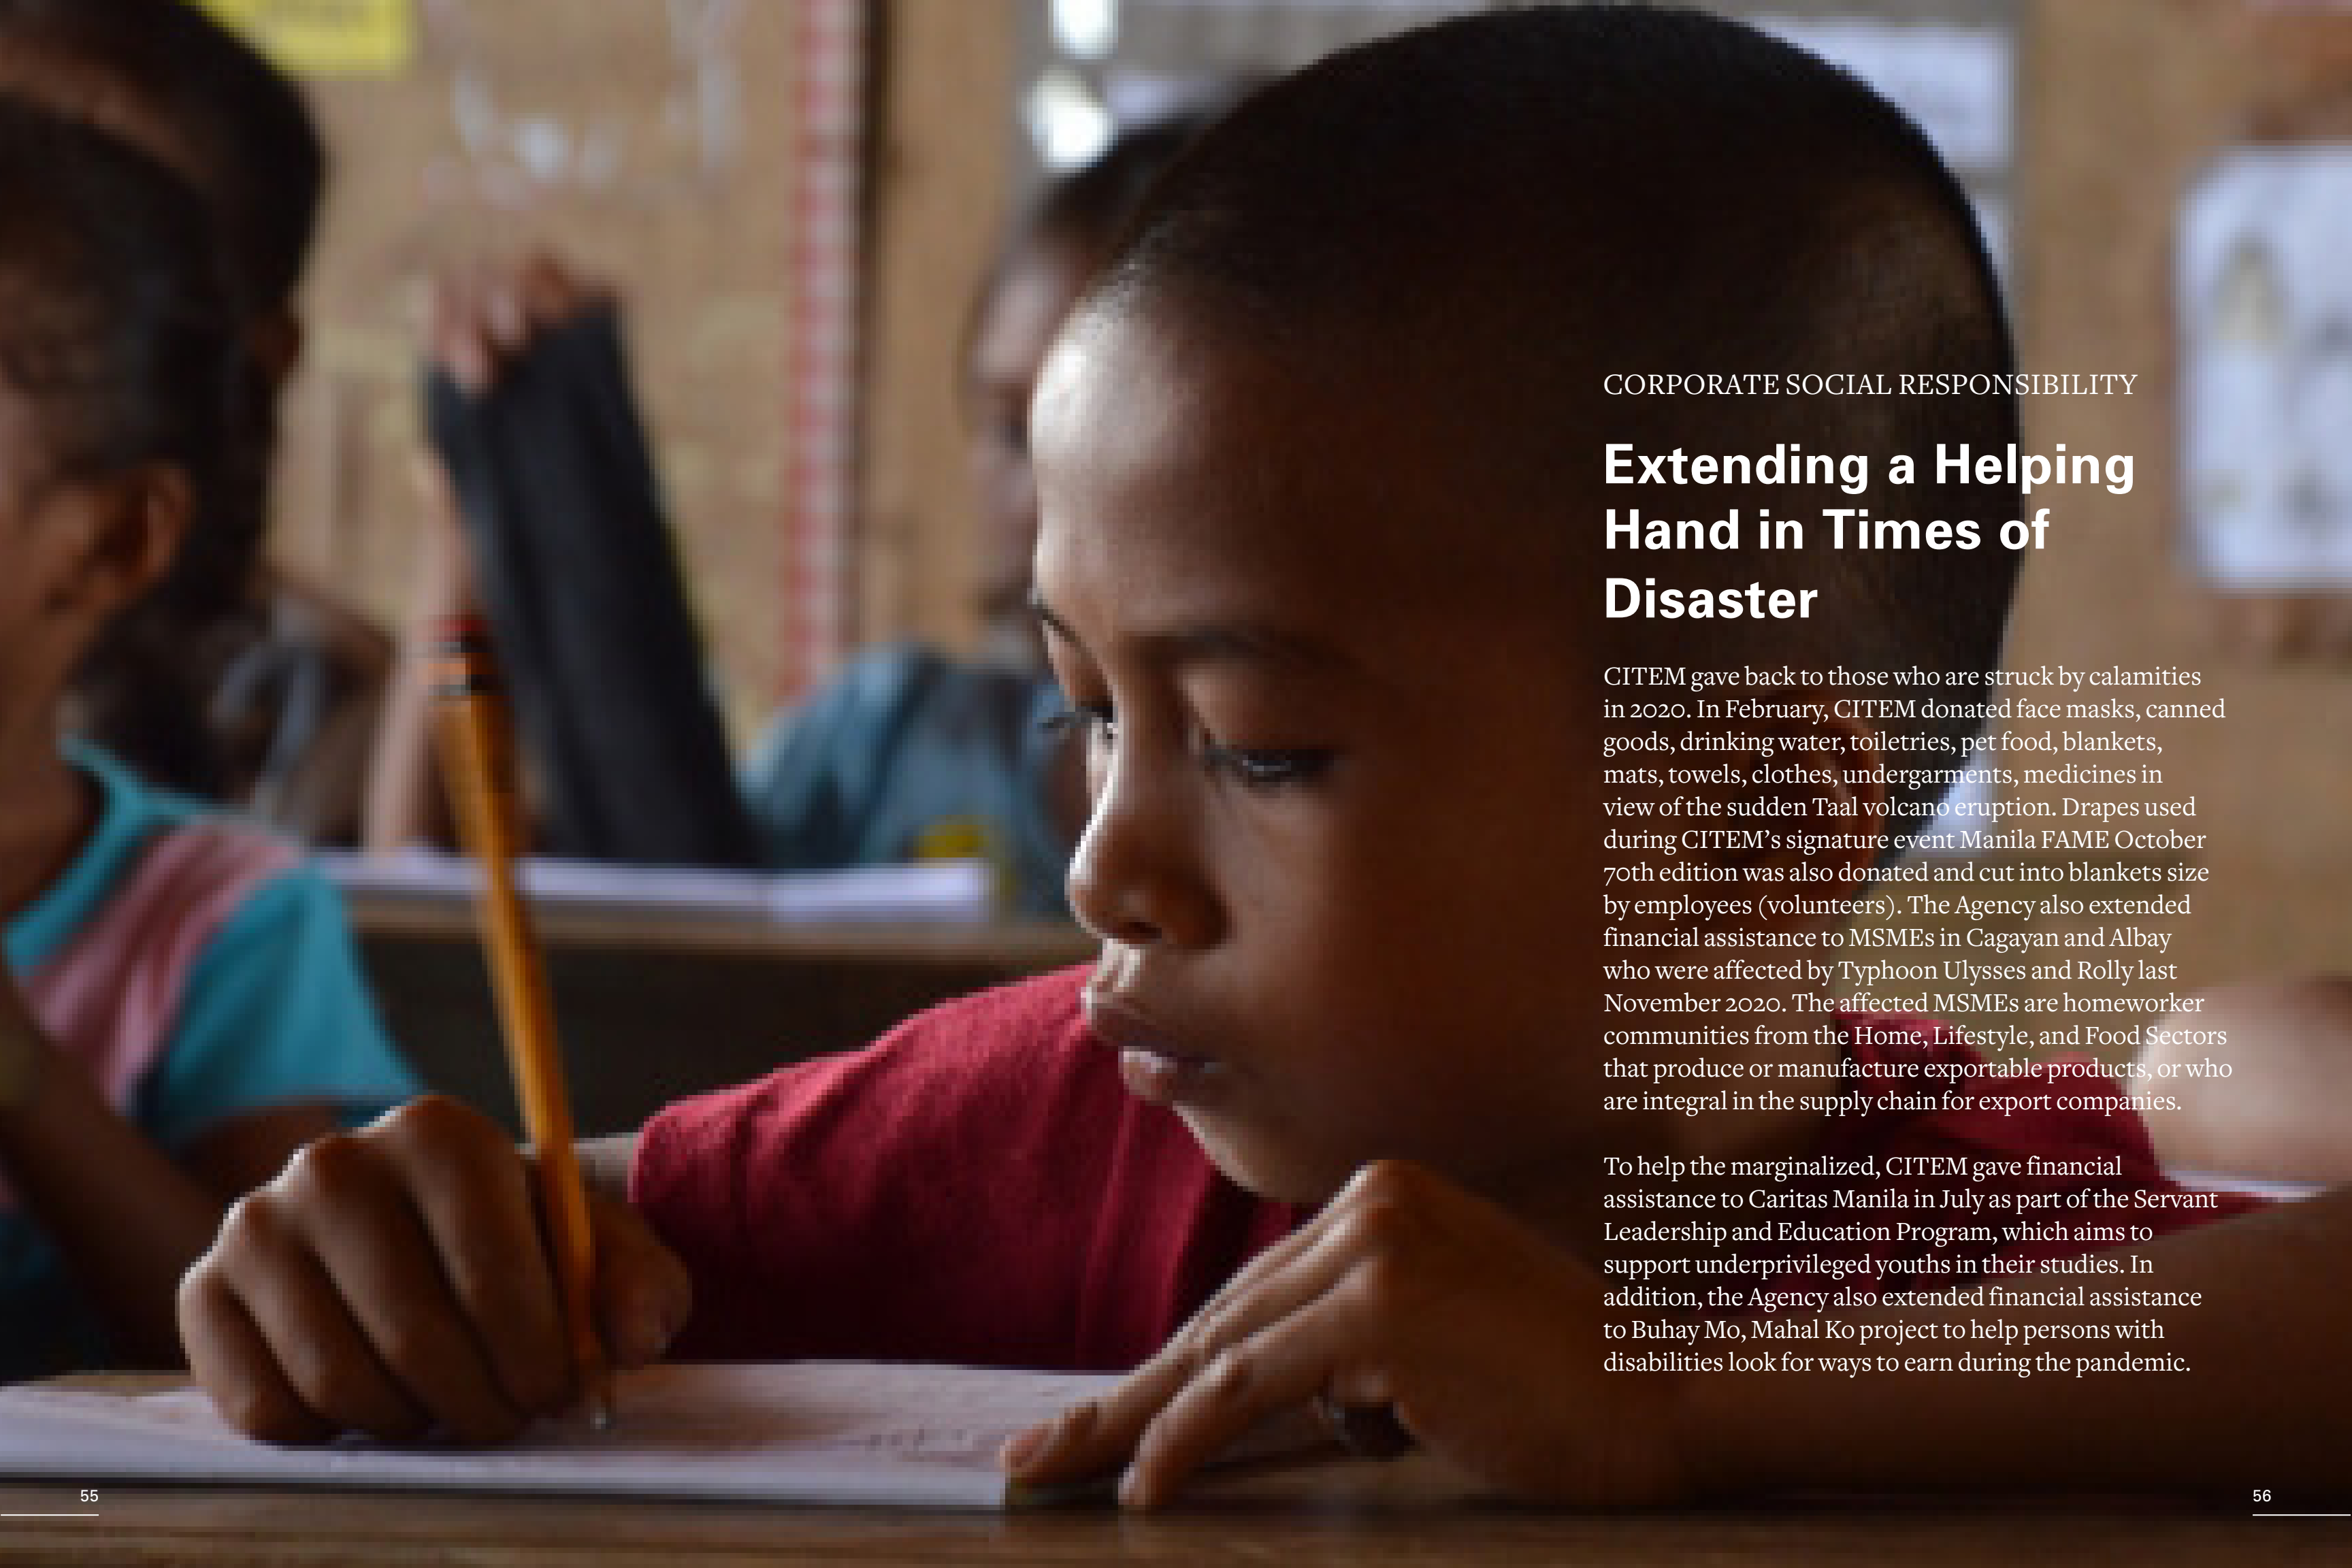 CORPORATE SOCIAL RESPONSIBILITY
Extending a Helping
Hand in Times of
Disaster
CITEM gave back to those who are struck by calamities
in 2020. In February, CITEM donated face masks, canned
goods, drinking water, toiletries, pet food, blankets,
mats, towels, clothes, undergarments, medicines in
view of the sudden Taal volcano eruption. Drapes used
during CITEM’s signature event Manila FAME October
70th edition was also donated and cut into blankets size
by employees (volunteers). The Agency also extended
financial assistance to MSMEs in Cagayan and Albay
who were affected by Typhoon Ulysses and Rolly last
November 2020. The affected MSMEs are homeworker
communities from the Home, Lifestyle, and Food Sectors
that produce or manufacture exportable products, or who
are integral in the supply chain for export companies.
To help the marginalized, CITEM gave financial
assistance to Caritas Manila in July as part of the Servant
Leadership and Education Program, which aims to
support underprivileged youths in their studies. In
addition, the Agency also extended financial assistance
to Buhay Mo, Mahal Ko project to help persons with
disabilities look for ways to earn during the pandemic.
55
56